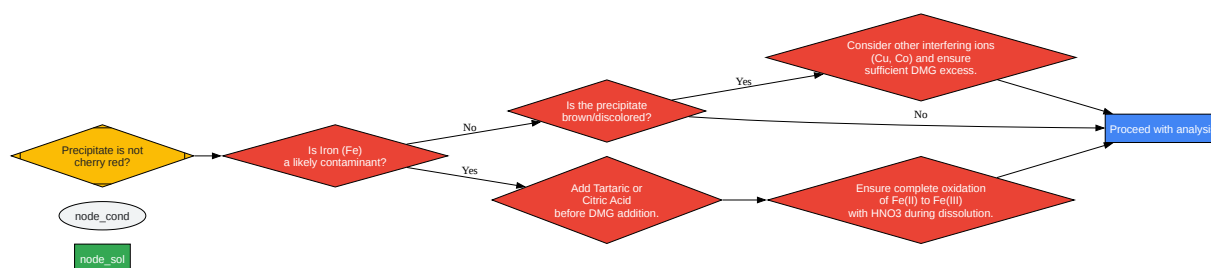 Precipitate is not
cherry red?
Is Iron (Fe)
a likely contaminant?
No
Yes
Is the precipitate
brown/discolored?
Yes
No
Consider other interfering ions
(Cu, Co) and ensure
sufficient DMG excess.
Add Tartaric or
Citric Acid
before DMG addition.
Ensure complete oxidation
of Fe(II) to Fe(III)
with HNO3 during dissolution.
Proceed with analysis
node_cond
node_sol